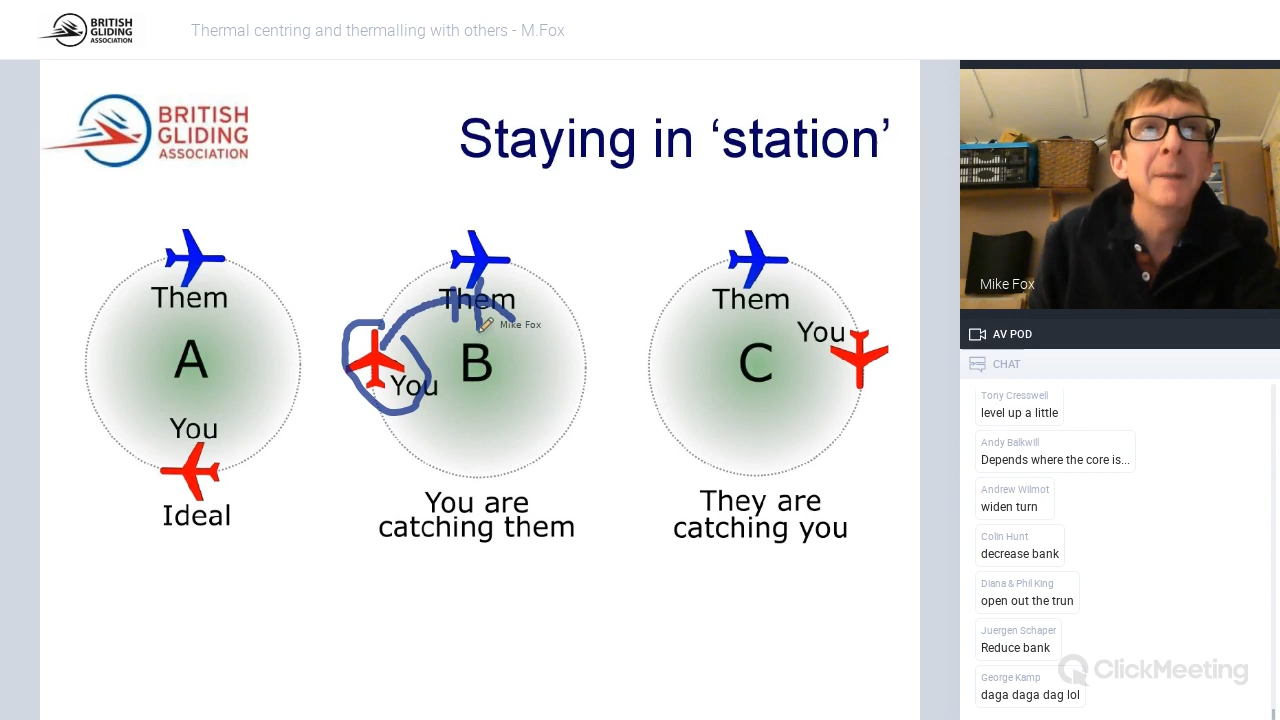 BRITISH
GLIDING
ASSOCIATION
Thermal centring and thermalling with others - M.Fox
BRITISH
GLIDING
ASSOCIATION
Staying in ‘station’
Them
A
You
Ideal
Them
Mike Fox
B
You
You are
catching them
Them
You
C
They are
catching you
Mike Fox
AV POD
CHAT
Tony Cresswell
level up a little
Andy Balkwill
Depends where the core is...
Andrew Wilmot
widen turn
Colin Hunt
decrease bank
Diana & Phil King
open out the trun
Juergen Schaper
Reduce bank
George Kamp
daga daga dag lol
ClickMeeting